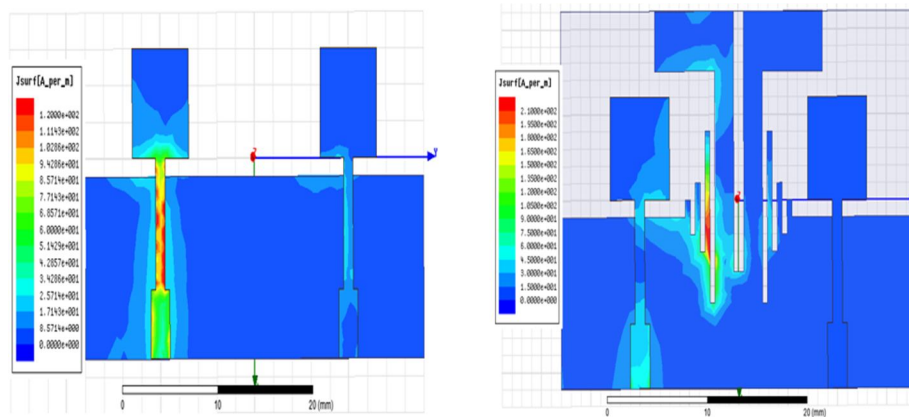 Jsurf[A_per_m]
1.2000e+002
1.1143e+002
1.0286e+002
9.4286e+001
8.5714e+001
7.7143e+001
6.8571e+001
6.0000e+001
5.1429e+001
4.2857e+001
3.4286e+001
2.5714e+001
1.7143e+001
8.5714e+000
0.0000e+000
0
10
20 (mm)
Jsurf[A_per_m]
2.1000e+002
1.9500e+002
1.8000e+002
1.6500e+002
1.5000e+002
1.3500e+002
1.2000e+002
1.0500e+002
9.0000e+001
7.5000e+001
6.0000e+001
4.5000e+001
3.0000e+001
1.5000e+001
0.0000e+000
0
10
20 (mm)